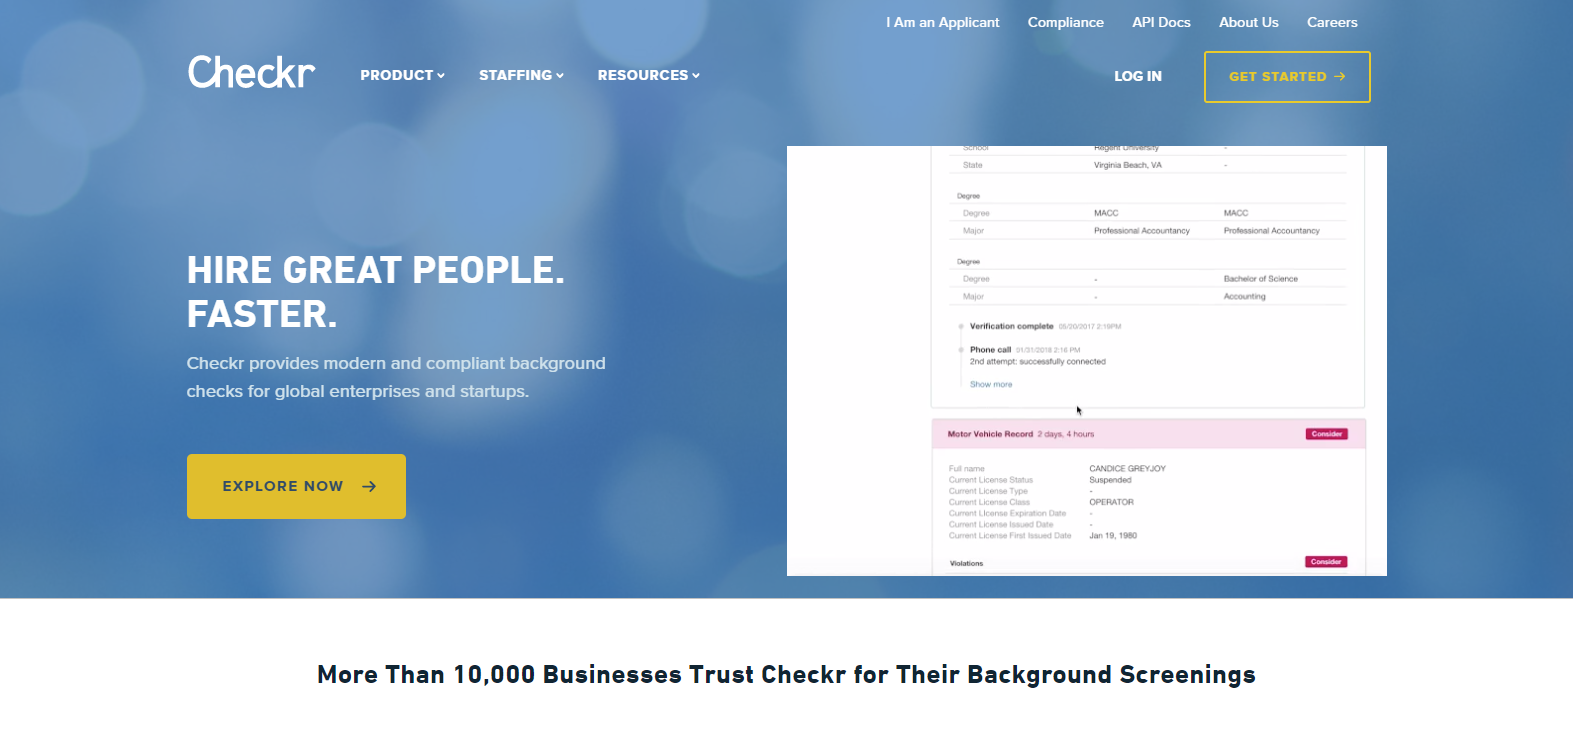 I Am an Applicant Compliance API Docs About Us Careers
Checkr PRODUCT STAFFING RESOURCES LOG IN GET STARTED →
HIRE GREAT PEOPLE.
FASTER.
Checkr provides modern and compliant background
checks for global enterprises and startups.
EXPLORE NOW →
School Regent University -
State Virginia Beach, VA -
Degree
Degree MACC MACC
Major Professional Accountancy Professional Accountancy
Degree
Degree - Bachelor of Science
Major - Accounting
Verification complete 05/20/2017 2:19PM
Phone call 01/31/2018 2:16 PM
2nd attempt: successfully connected
Show more
Motor Vehicle Record 2 days, 4 hours Consider
Full name CANDICE GREYJOY
Current License Status Suspended
Current License Type -
Current License Class OPERATOR
Current License Expiration Date -
Current License Issued Date -
Current License First Issued Date Jan 19, 1980
Violations Consider
More Than 10,000 Businesses Trust Checkr for Their Background Screenings